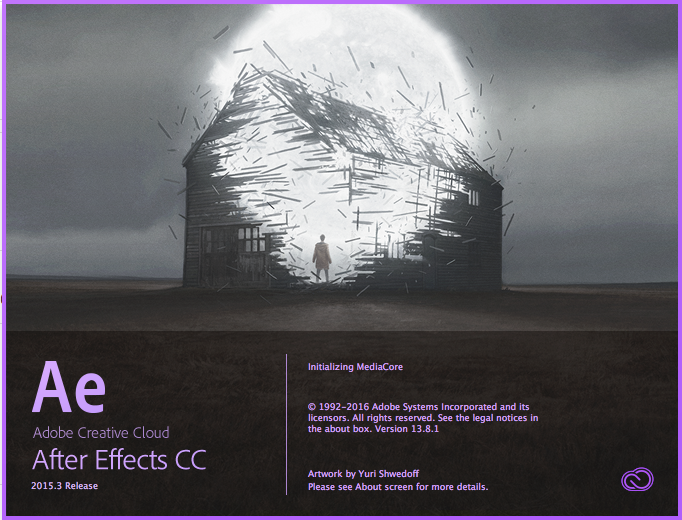 Ae
Adobe Creative Cloud
After Effects CC
2015.3 Release
Initializing MediaCore
© 1992-2016 Adobe Systems Incorporated and its
licensors. All rights reserved. See the legal notices in
the about box. Version 13.8.1
Artwork by Yuri Shwedoff
Please see About screen for more details.